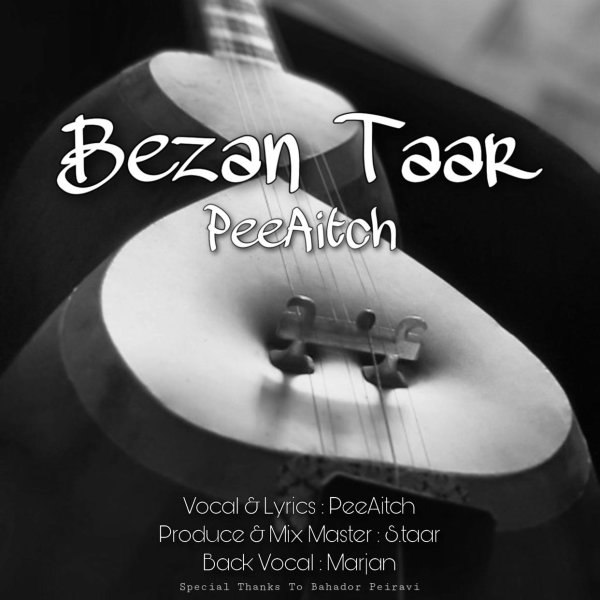 Bezan Taar
PeeAitch
Vocal & Lyrics : PeeAitch
Produce & Mix Master : S.taar
Back Vocal : Marjan
Special Thanks To Bahador Peiravi